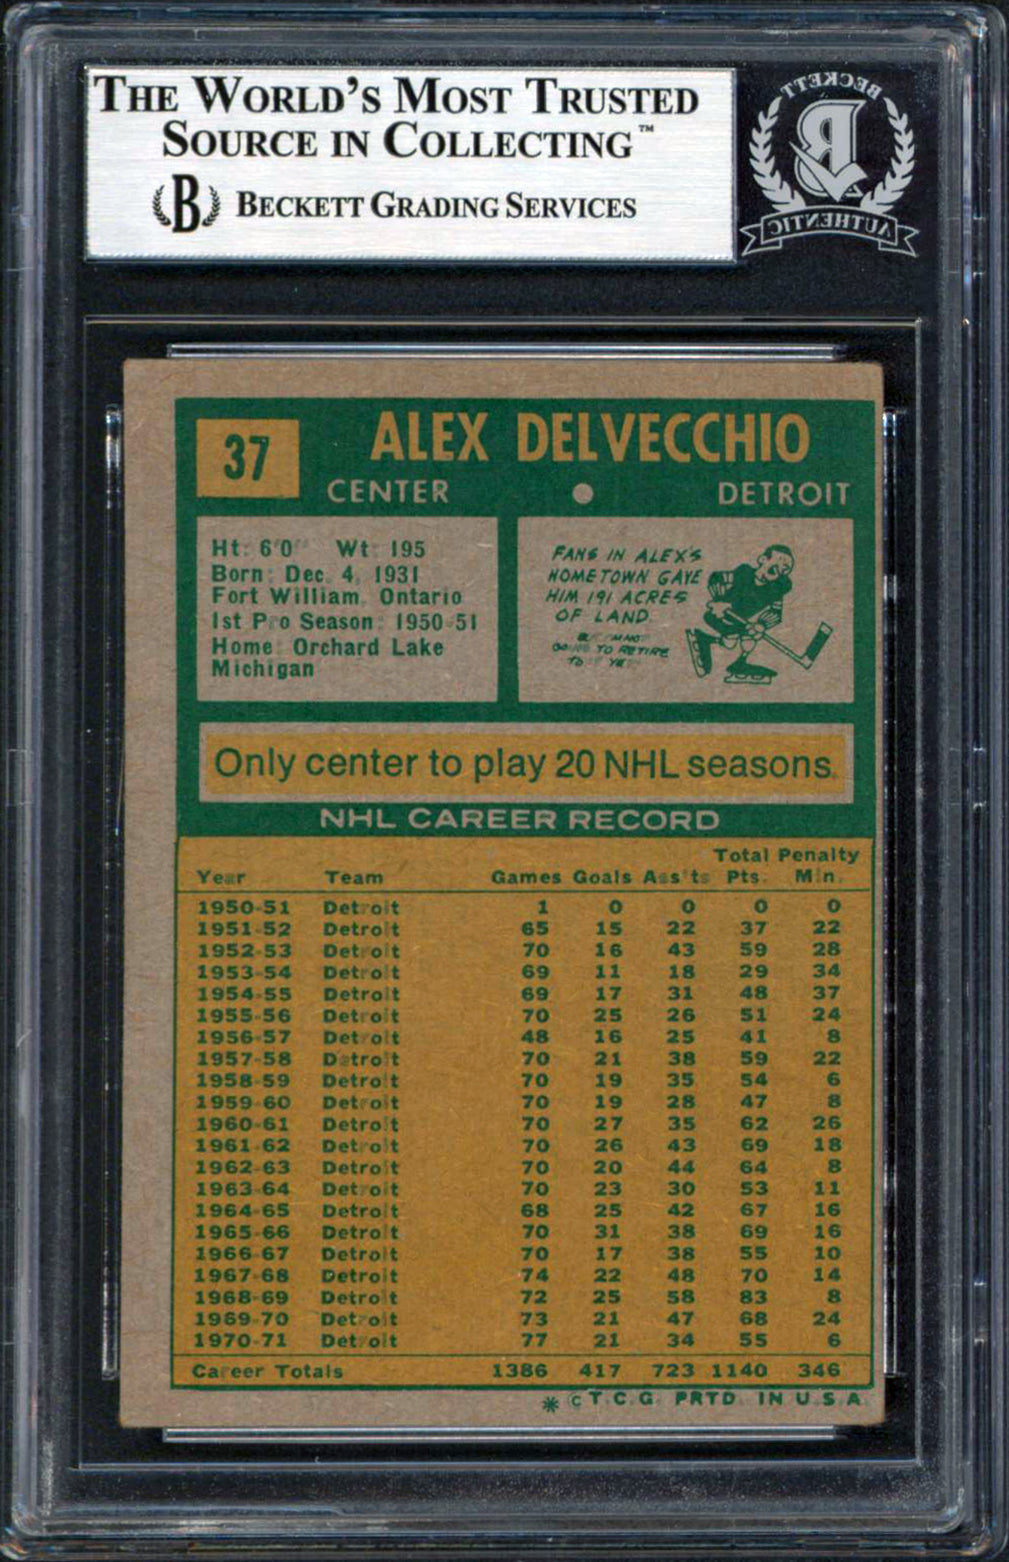 THE WORLD'S MOST TRUSTED
SOURCE IN COLLECTING™
B BECKETT GRADING SERVICES
BECKETT
B
AUTHENTIC
37
ALEX DELVECCHIO
CENTER DETROIT
Ht: 6'0" Wt: 195
Born: Dec. 4, 1931
Fort William, Ontario
1st Pro Season: 1950-51
Home: Orchard Lake
Michigan
FANS IN ALEX'S
HOMETOWN GAVE
HIM 191 ACRES
OF LAND.
TO RETIRE
YET
Only center to play 20 NHL seasons.
NHL CAREER RECORD
Year Team Games Goals Ass'ts Total Pts. Penalty Min.
1950-51 Detroit 1 0 0 0 0
1951-52 Detroit 65 15 22 37 22
1952-53 Detroit 70 16 43 59 28
1953-54 Detroit 69 11 18 29 34
1954-55 Detroit 69 17 31 48 37
1955-56 Detroit 70 25 26 51 24
1956-57 Detroit 48 16 25 41 8
1957-58 Detroit 70 21 38 59 22
1958-59 Detroit 70 19 35 54 6
1959-60 Detroit 70 19 28 47 8
1960-61 Detroit 70 27 35 62 26
1961-62 Detroit 70 26 43 69 18
1962-63 Detroit 70 20 44 64 8
1963-64 Detroit 70 23 30 53 11
1964-65 Detroit 68 25 42 67 16
1965-66 Detroit 70 31 38 69 16
1966-67 Detroit 70 17 38 55 10
1967-68 Detroit 74 22 48 70 14
1968-69 Detroit 72 25 58 83 8
1969-70 Detroit 73 21 47 68 24
1970-71 Detroit 77 21 34 55 6
Career Totals 1386 417 723 1140 346
* © T.C.G. PRTD. IN U.S.A.